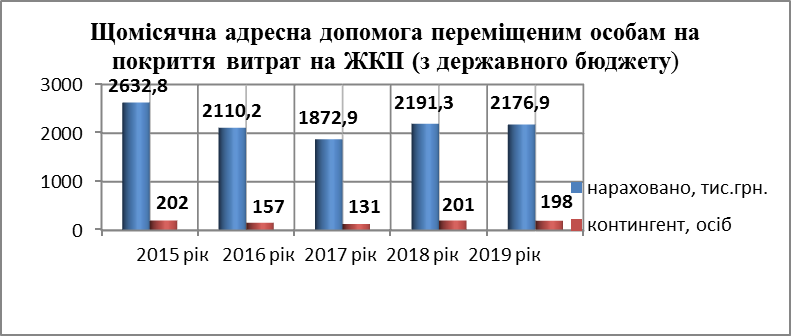 Щомісячна адресна допомога переміщеним особам на
покриття витрат на ЖКП (з державного бюджету)
3000
2000
1000
0
2632,8
2110,2
1872,9
2191,3
2176,9
202
157
131
201
198
2015 рік
2016 рік
2017 рік
2018 рік
2019 рік
нараховано, тис.грн.
контингент, осіб